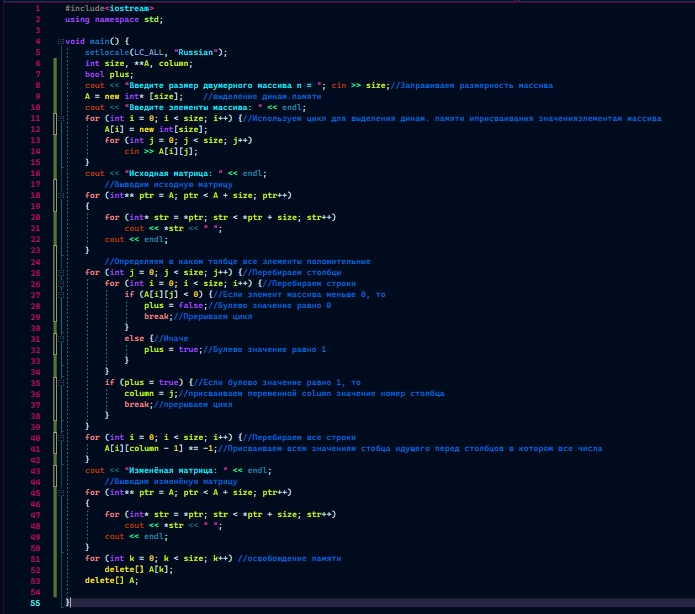 1 #include<iostream>
2 using namespace std;
3
4 void main() {
5 setlocale(LC_ALL, "Russian");
6 int size, **A, column;
7 bool plus;
8 cout << "Введите размер двумерного массива n = "; cin >> size;//Запрашиваем размерность массива
9 A = new int* [size]; //выделение динам.памяти
10 cout << "Введите элементы массива: " << endl;
11 for (int i = 0; i < size; i++) {//Используем цикл для выделения динам. памяти иприсваивания значенияэлементам массива
12 A[i] = new int[size];
13 for (int j = 0; j < size; j++)
14 cin >> A[i][j];
15 }
16 cout << "Исходная матрица: " << endl;
17 //Выводим исходную матрицу
18 for (int** ptr = A; ptr < A + size; ptr++)
19 {
20 for (int* str = *ptr; str < *ptr + size; str++)
21 cout << *str << " ";
22 cout << endl;
23 }
24 //Определяем в каком толбце все элементы положительные
25 for (int j = 0; j < size; j++) {//Перебираем столбцы
26 for (int i = 0; i < size; i++) {//Перебираем строки
27 if (A[i][j] < 0) {//Если элемент массива меньше 0, то
28 plus = false;//Булево значение равно 0
29 break;//Прерываем цикл
30 }
31 else {//Иначе
32 plus = true;//Булево значение равно 1
33 }
34 }
35 if (plus = true) {//Если булево значение равно 1, то
36 column = j;//присваиваем переменной column значение номер столбца
37 break;//прерываем цикл
38 }
39 }
40 for (int i = 0; i < size; i++) {//Перебираем все строки
41 A[i][column - 1] *= -1;//Присваиваем всем значениям стобца идущего перед столбцов в котором все числа
42 }
43 cout << "Изменёная матрица: " << endl;
44 //Выводим изменёную матрицу
45 for (int** ptr = A; ptr < A + size; ptr++)
46 {
47 for (int* str = *ptr; str < *ptr + size; str++)
48 cout << *str << " ";
49 cout << endl;
50 }
51 for (int k = 0; k < size; k++) //освобождение памяти
52 delete[] A[k];
53 delete[] A;
54
55 }